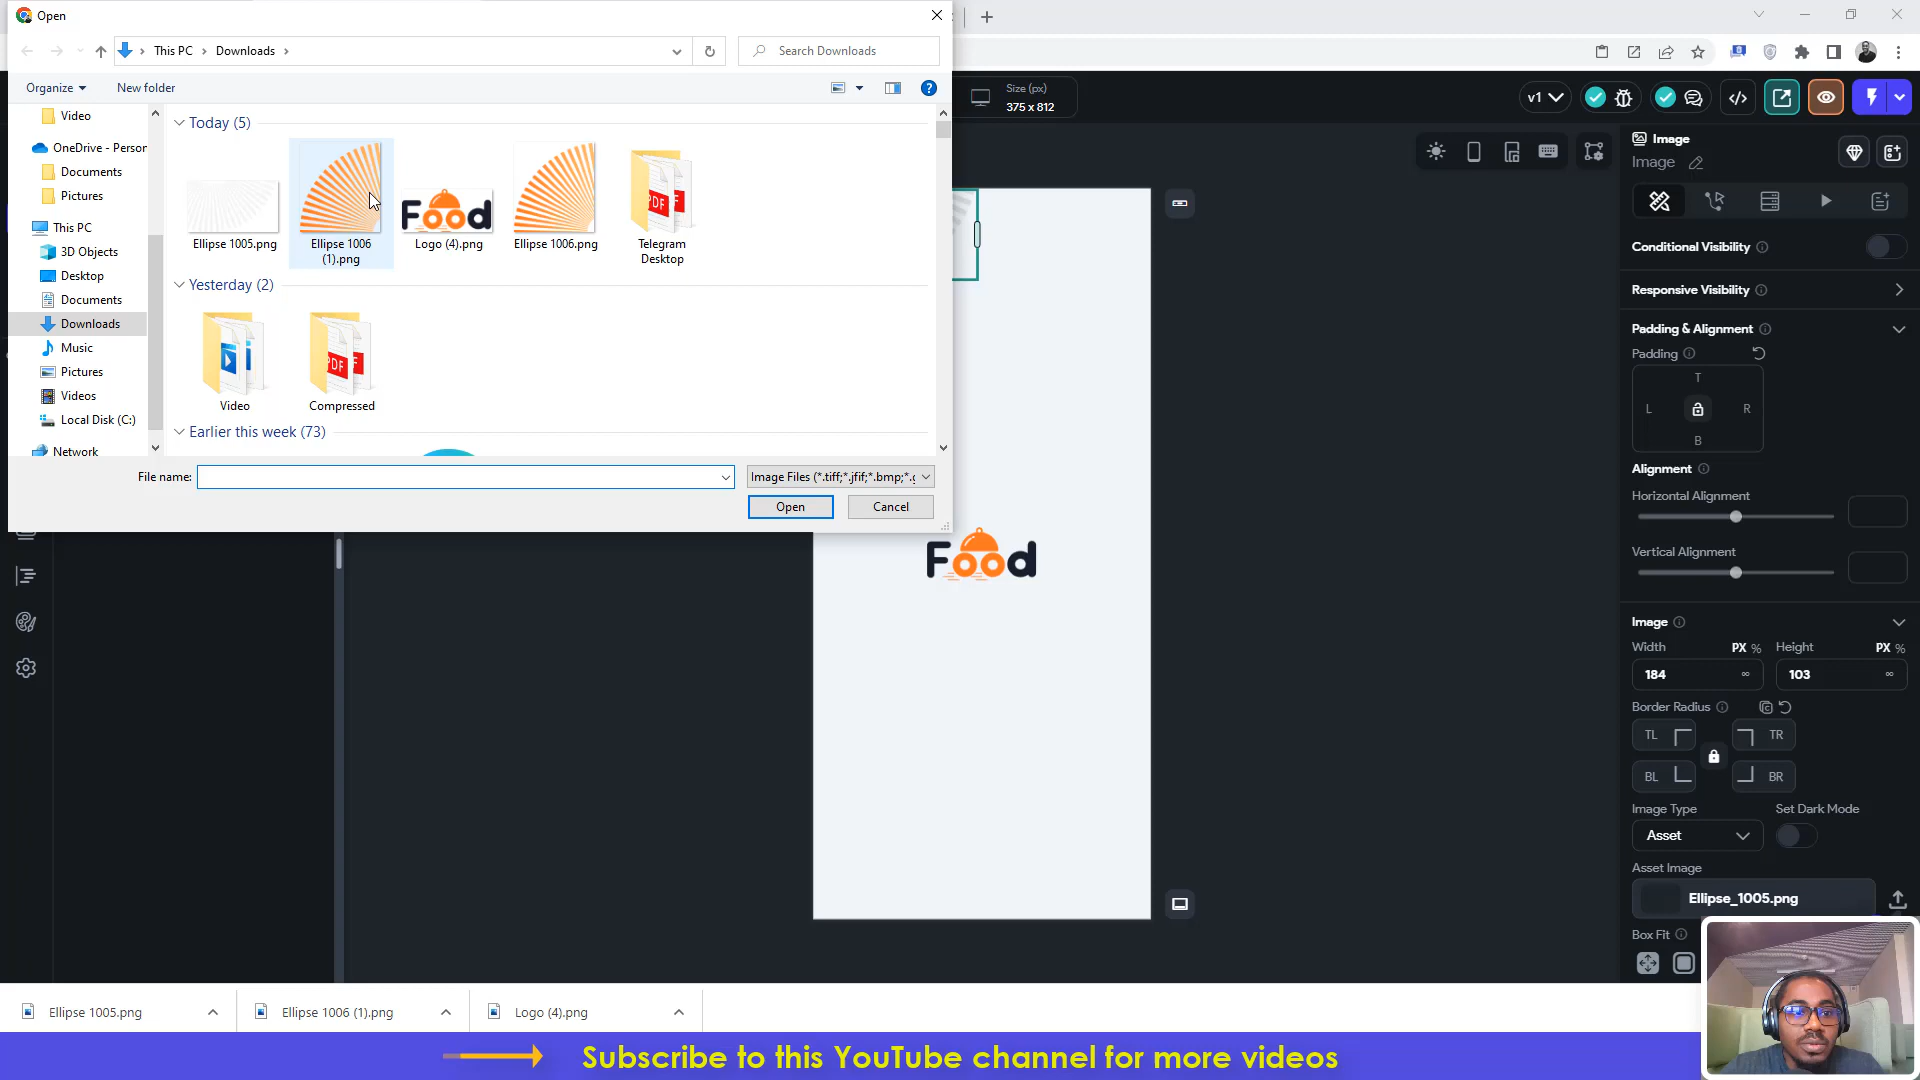 Open
This PC
Downloads
Search Downloads
Organize
New folder
Video
OneDrive - Person
Documents
Pictures
This PC
3D Objects
Desktop
Documents
Downloads
Music
Pictures
Videos
Local Disk (C:)
Network
Today (5)
Ellipse 1005.png
Ellipse 1006
(1).png
Food
Logo (4).png
Ellipse 1006.png
PDF
Telegram
Desktop
Yesterday (2)
Video
PDF
Compressed
Earlier this week (73)
File name:
Image Files (*.tiff;*.jfif;*.bmp;*.g
Open
Cancel
Size (px)
375 x 812
v1
Food
Image
Image
Conditional Visibility
Responsive Visibility
Padding & Alignment
Padding
T
L
R
B
Alignment
Horizontal Alignment
Vertical Alignment
Image
Width
PX %
Height
PX %
184
∞
103
∞
Border Radius
TL
TR
BL
BR
Image Type
Set Dark Mode
Asset
Asset Image
Ellipse_1005.png
Box Fit
Ellipse 1005.png
Ellipse 1006 (1).png
Logo (4).png
Subscribe to this YouTube channel for more videos